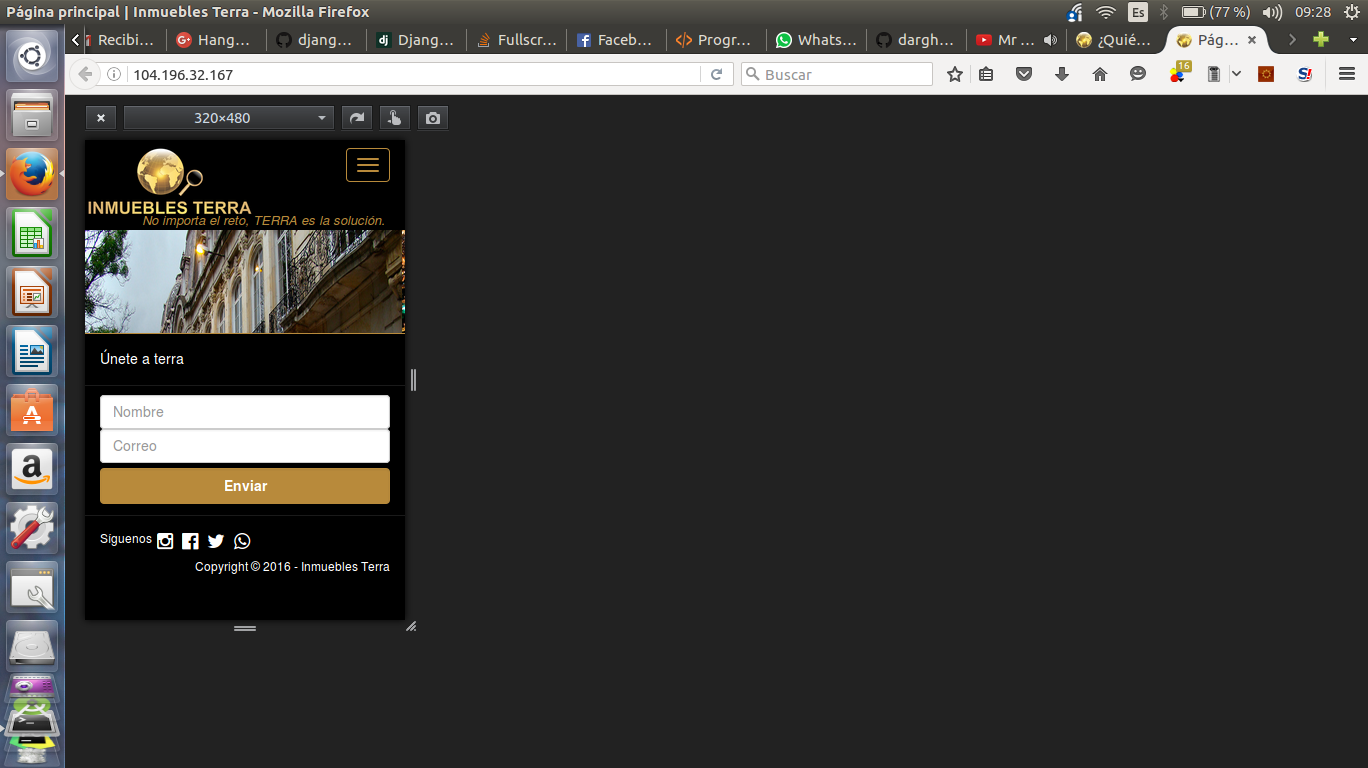 Página principal | Inmuebles Terra - Mozilla Firefox
Es
(77 %)
09:28
Recibi...
Hang...
djang...
Djang...
Fullscr...
Faceb...
Progr...
Whats...
dargh...
Mr ...
¿Quié...
Pág...
104.196.32.167
Buscar
16
S!
320×480
INMUEBLES TERRA
No importa el reto, TERRA es la solución.
Únete a terra
Nombre
Correo
Enviar
Síguenos
Copyright © 2016 - Inmuebles Terra